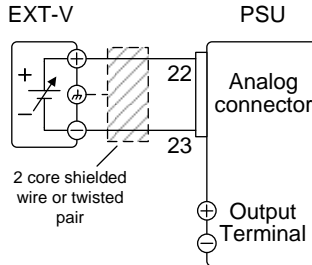 EXT-V
PSU
+
−
+
−
22
23
Analog
connector
2 core shielded
wire or twisted
pair
+
−
Output
Terminal